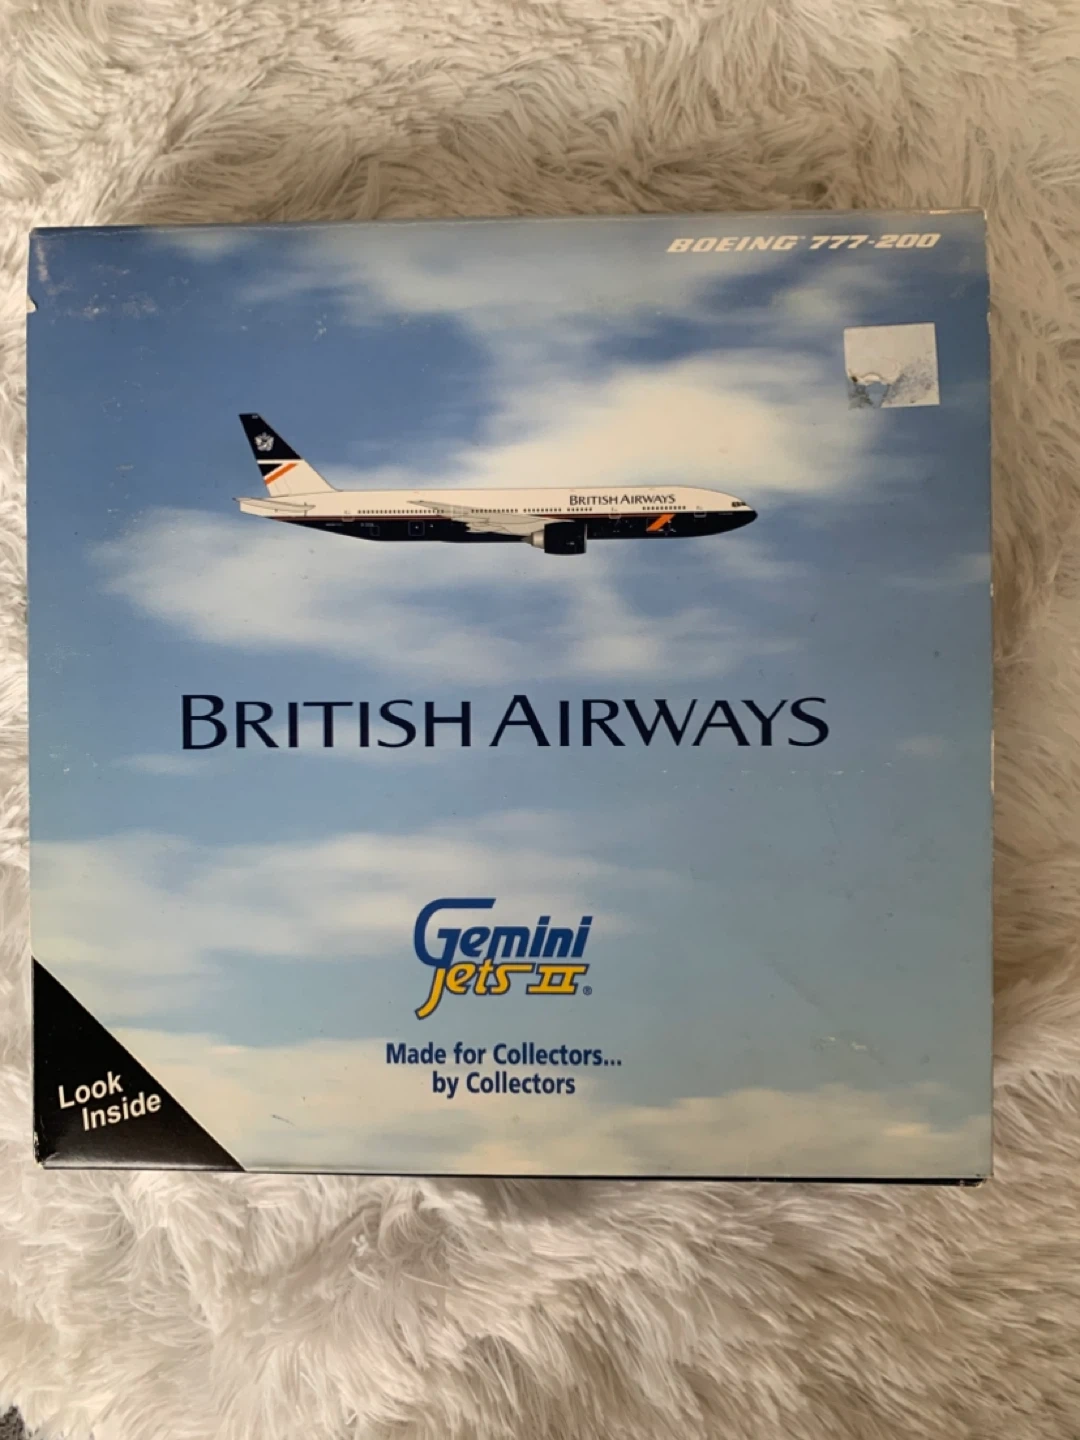 BOEING 777-200
BRITISH AIRWAYS
BRITISH AIRWAYS
Gemini
Jets II®
Made for Collectors...
by Collectors
Look
Inside